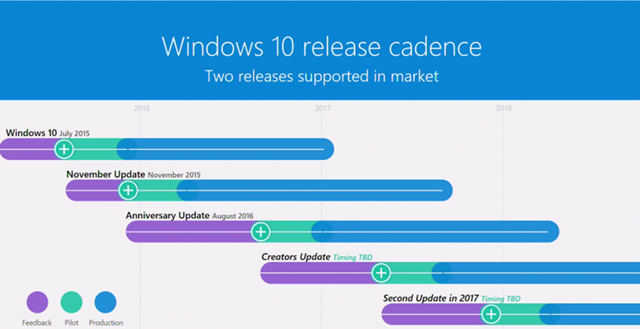 Windows 10 release cadence
Two releases supported in market
2016 2017 2018
Windows 10 July 2015
November Update November 2015
Anniversary Update August 2016
Creators Update Timing TBD
Second Update in 2017 Timing TBD
Feedback Pilot Production